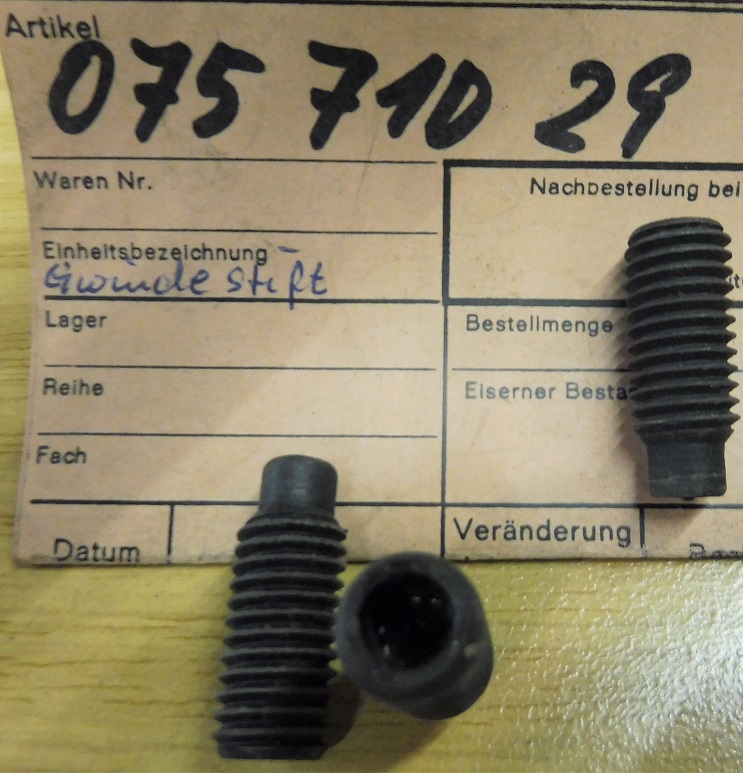 Artikel
075 710 29
Waren Nr.
Nachbestellung bei
Einheitsbezeichnung
Gwinde stift
Lager
Bestellmenge
Reihe
Eiserner Besta
Fach
Veränderung
Datum